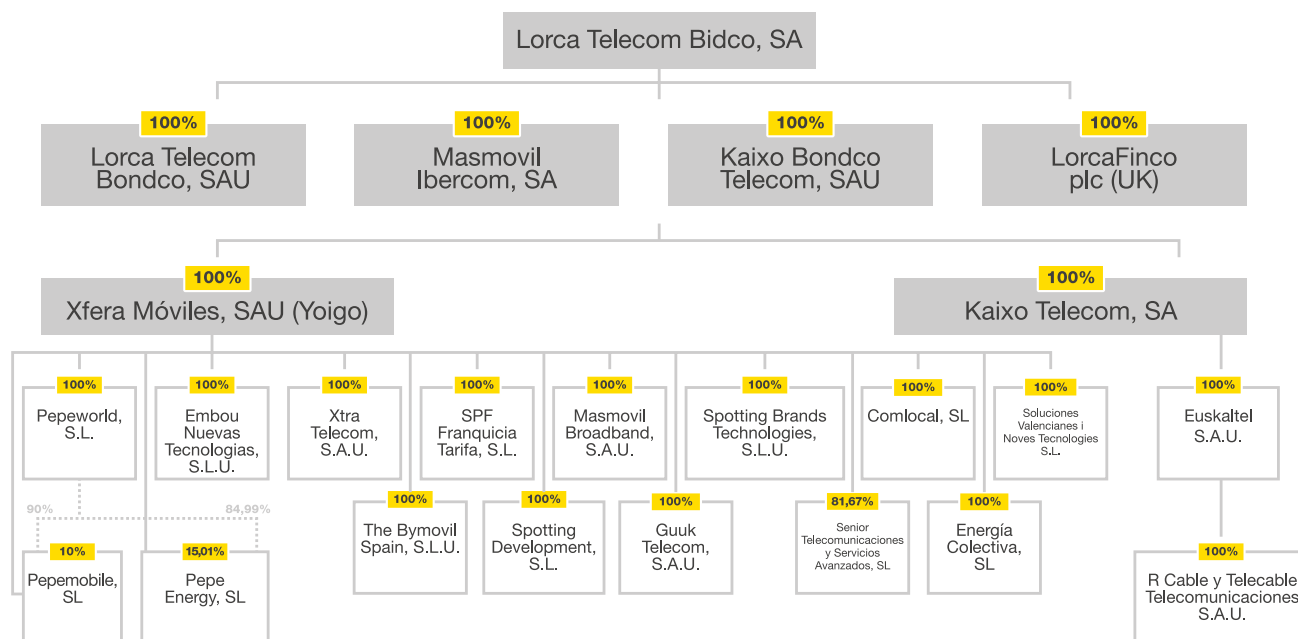 Lorca Telecom Bidco, SA
100%
Lorca Telecom
Bondco, SAU
100%
Masmovil
Ibercom, SA
100%
Kaixo Bondco
Telecom, SAU
100%
LorcaFinco
plc (UK)
100%
Xfera Móviles, SAU (Yoigo)
100%
Kaixo Telecom, SA
100%
Pepeworld,
S.L.
100%
Embou
Nuevas
Tecnologias,
S.L.U.
100%
Xtra
Telecom,
S.A.U.
100%
SPF
Franquicia
Tarifa, S.L.
100%
Masmovil
Broadband,
S.A.U.
100%
Spotting Brands
Technologies,
S.L.U.
100%
Comlocal, SL
100%
Soluciones
Valencianes i
Noves Tecnologies
S.L.
100%
Euskaltel
S.A.U.
90%
84,99%
100%
The Bymovil
Spain, S.L.U.
100%
Spotting
Development,
S.L.
100%
Guuk
Telecom,
S.A.U.
81,67%
Senior
Telecomunicaciones
y Servicios
Avanzados, SL
100%
Energía
Colectiva,
SL
10%
Pepemobile,
SL
15,01%
Pepe
Energy, SL
100%
R Cable y Telecable
Telecomunicaciones
S.A.U.